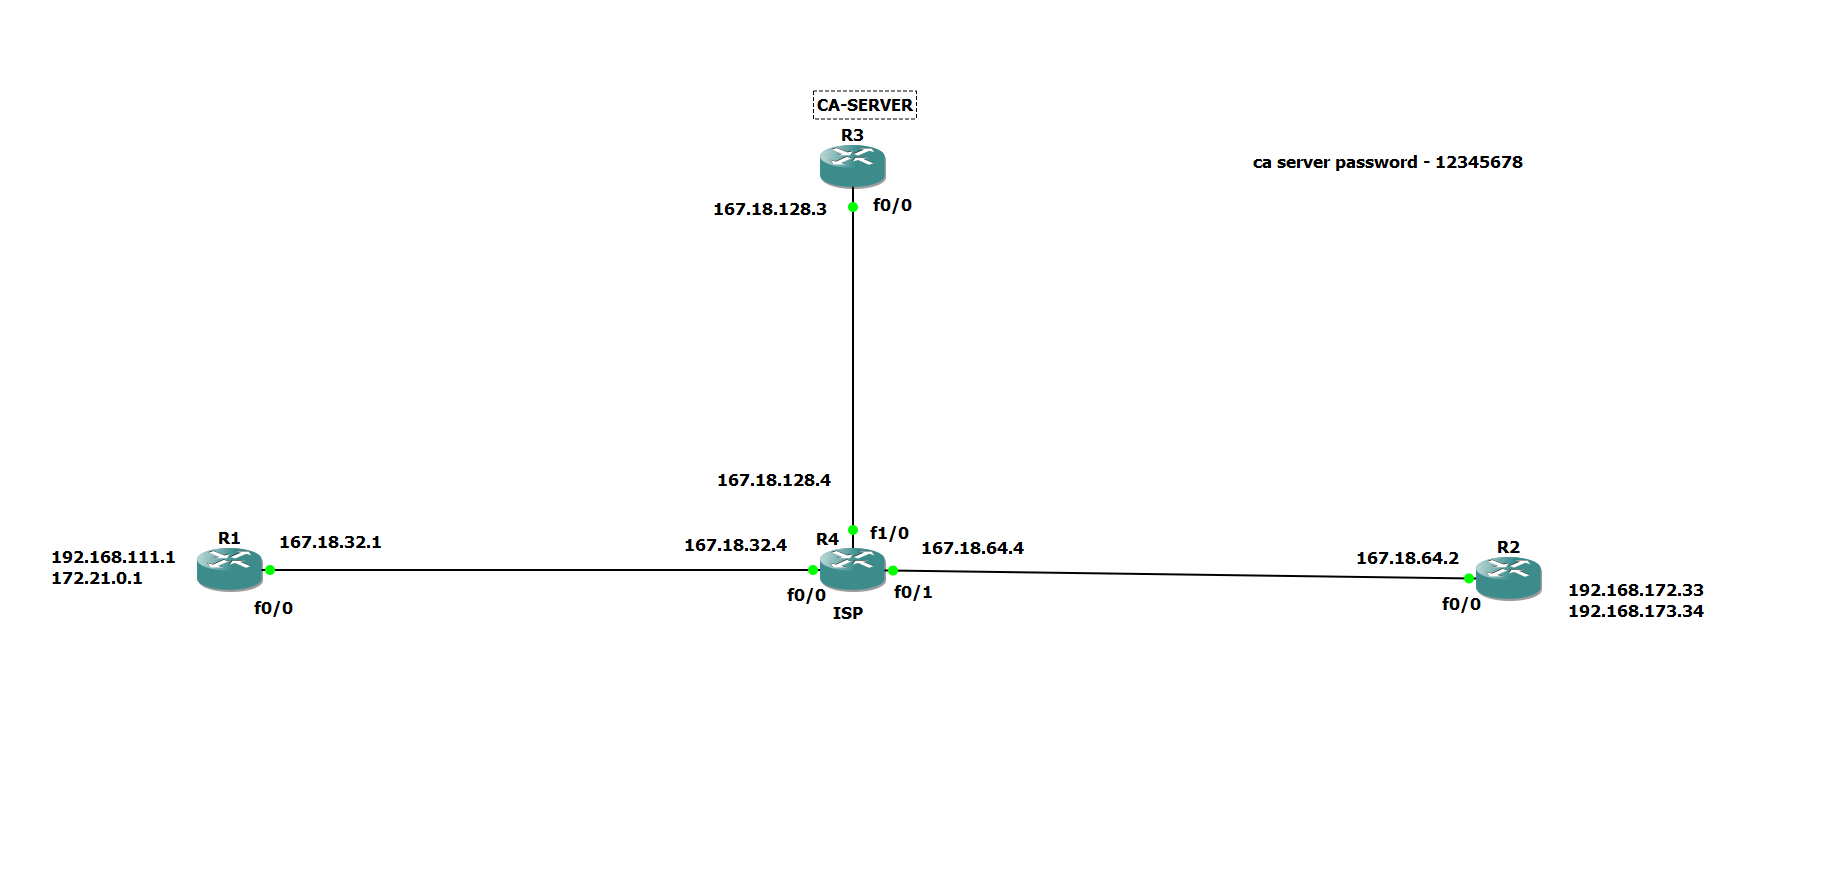 CA-SERVER
R3
ca server password - 12345678
167.18.128.3
f0/0
167.18.128.4
R1
192.168.111.1
172.21.0.1
167.18.32.1
f0/0
167.18.32.4
R4
f1/0
167.18.64.4
f0/0
f0/1
ISP
167.18.64.2
R2
f0/0
192.168.172.33
192.168.173.34